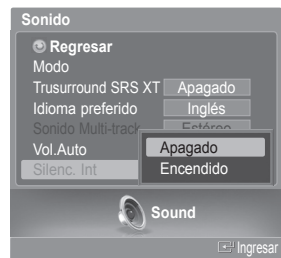 Sonido
Regresar
Modo
Trusurround SRS XT Apagado
Idioma preferido Inglés
Sonido Multi-track Estéreo
Vol.Auto Apagado
Silenc. Int Encendido
Sound
Ingresar